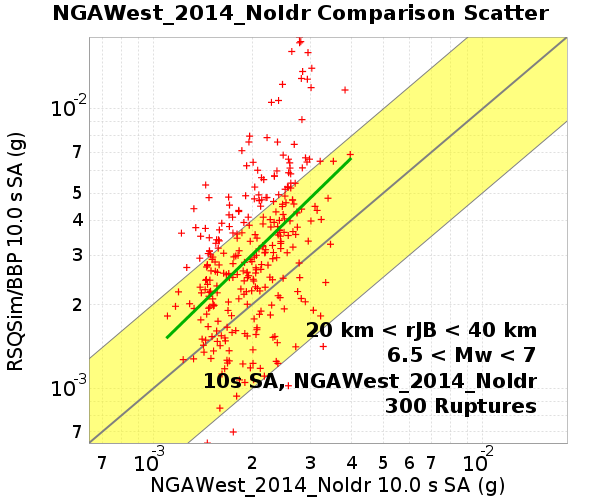 NGAWest_2014_NoIdr Comparison Scatter
RSQSim/BBP 10.0 s SA (g)
10-2
7
5
4
3
2
10-3
7
20 km < rJB < 40 km
6.5 < Mw < 7
10s SA, NGAWest_2014_NoIdr
300 Ruptures
7 10-3 2 3 4 5 6 7 10-2
NGAWest_2014_NoIdr 10.0 s SA (g)